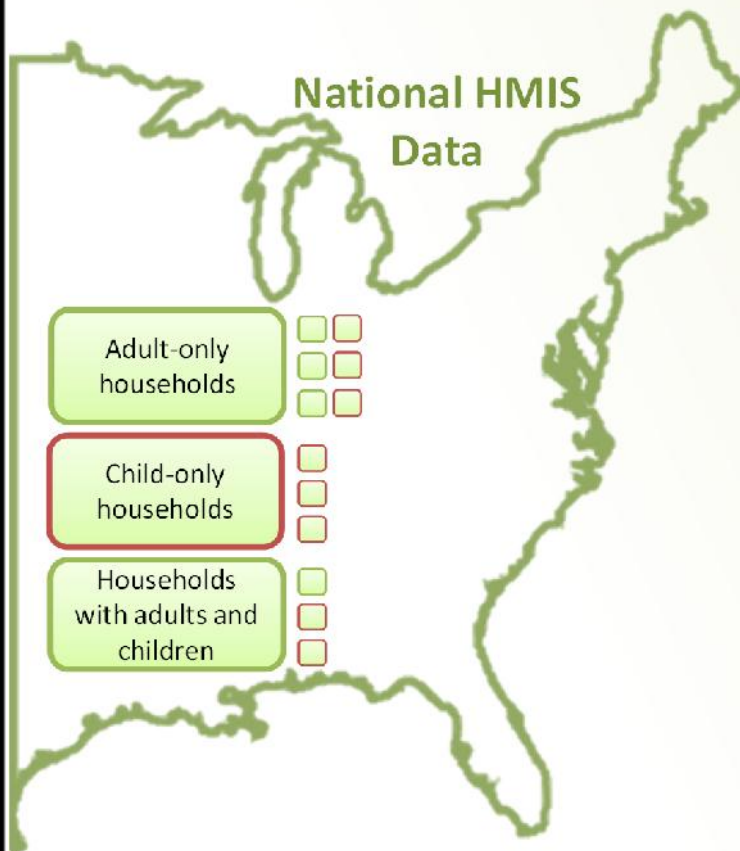 National HMIS
Data
Adult-only
households
Child-only
households
Households
with adults and
children